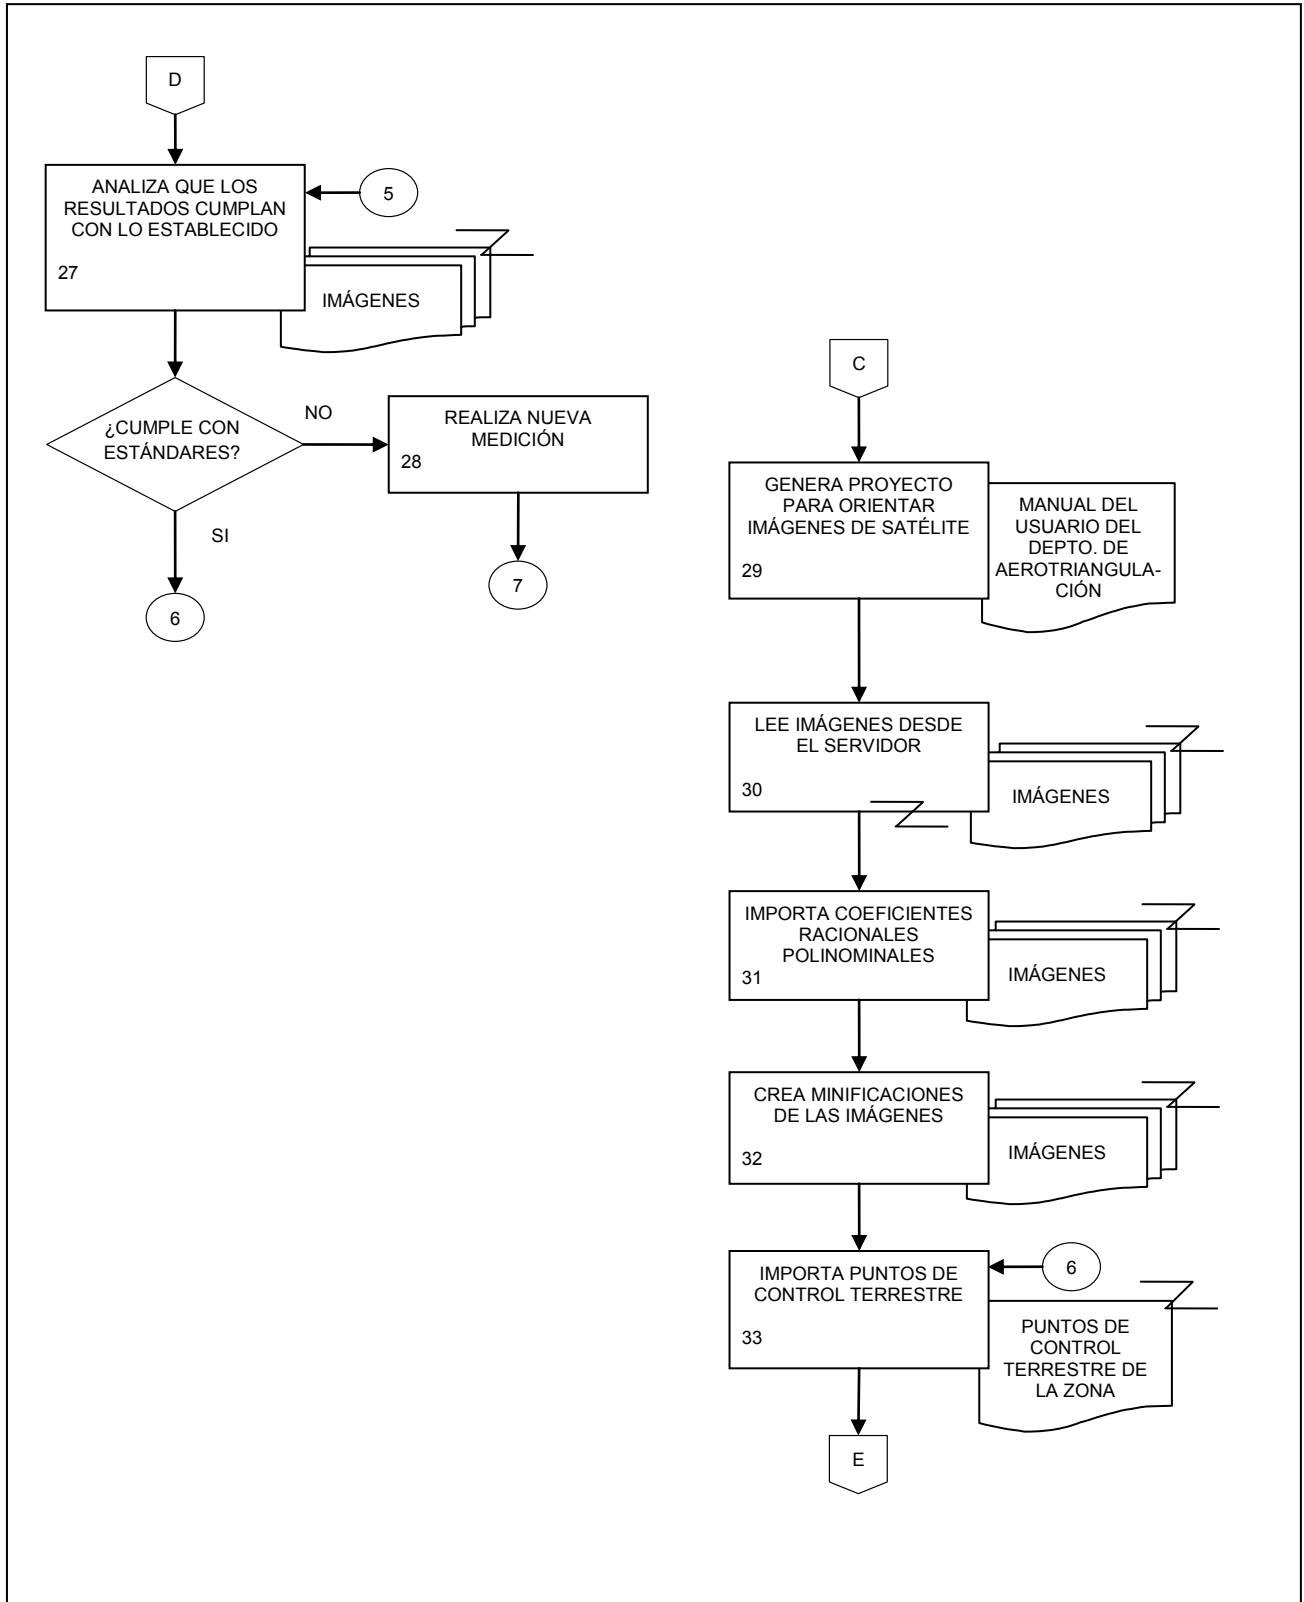 D
ANALIZA QUE LOS
RESULTADOS CUMPLAN
CON LO ESTABLECIDO
27
5
IMÁGENES
¿CUMPLE CON
ESTÁNDARES?
NO
SI
REALIZA NUEVA
MEDICIÓN
28
7
6
C
GENERA PROYECTO
PARA ORIENTAR
IMÁGENES DE SATÉLITE
29
MANUAL DEL
USUARIO DEL
DEPTO. DE
AEROTRIANGULA-
CIÓN
LEE IMÁGENES DESDE
EL SERVIDOR
30
IMÁGENES
IMPORTA COEFICIENTES
RACIONALES
POLINOMINALES
31
IMÁGENES
CREA MINIFICACIONES
DE LAS IMÁGENES
32
IMÁGENES
IMPORTA PUNTOS DE
CONTROL TERRESTRE
33
6
PUNTOS DE
CONTROL
TERRESTRE DE
LA ZONA
E